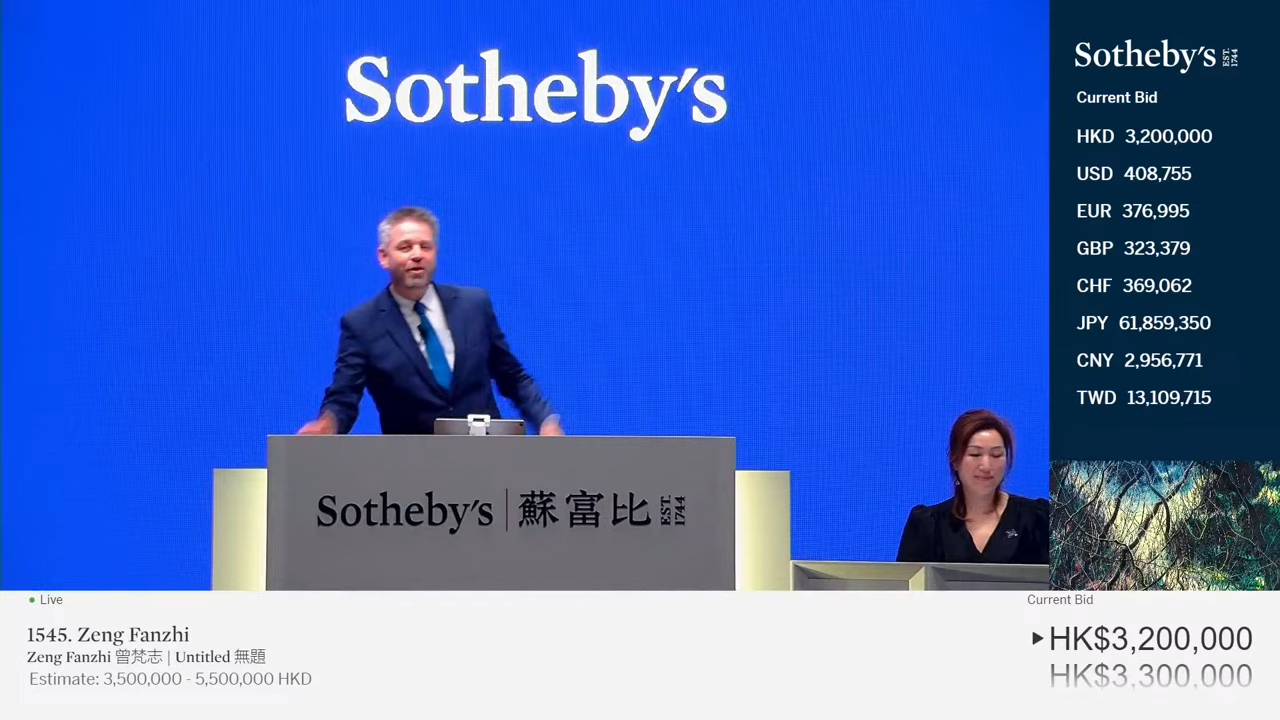 Sotheby's
Sotheby's EST. 1744
Current Bid
HKD 3,200,000
USD 408,755
EUR 376,995
GBP 323,379
CHF 369,062
JPY 61,859,350
CNY 2,956,771
TWD 13,109,715
Sotheby's | 蘇富比 EST. 1744
Live
1545. Zeng Fanzhi
Zeng Fanzhi 曾梵志 | Untitled 無題
Estimate: 3,500,000 - 5,500,000 HKD
Current Bid
HK$3,200,000
HK$3,300,000